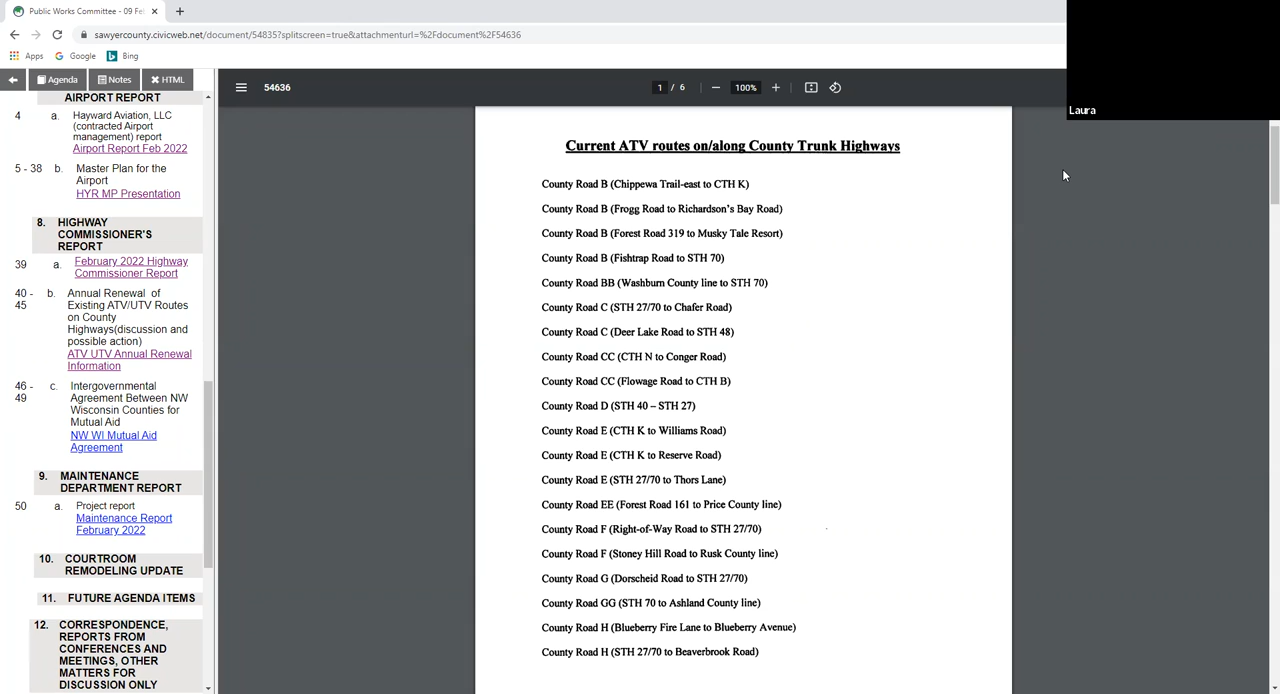 Public Works Committee - 09 Fe
sawyercounty.civicweb.net/document/54835?splitscreen=true&attachmenturl=%2Fdocument%2F54636
Apps Google Bing
Agenda Notes HTML
54636
1 / 6
100%
Laura
AIRPORT REPORT
4 a. Hayward Aviation, LLC
(contracted Airport
management) report
Airport Report Feb 2022
5 - 38 b. Master Plan for the
Airport
HYR MP Presentation
8. HIGHWAY
COMMISSIONER'S
REPORT
39 a. February 2022 Highway
Commissioner Report
40 - b. Annual Renewal of
45 Existing ATV/UTV Routes
on County
Highways(discussion and
possible action)
ATV UTV Annual Renewal
Information
46 - c. Intergovernmental
49 Agreement Between NW
Wisconsin Counties for
Mutual Aid
NW WI Mutual Aid
Agreement
9. MAINTENANCE
DEPARTMENT REPORT
50 a. Project report
Maintenance Report
February 2022
10. COURTROOM
REMODELING UPDATE
11. FUTURE AGENDA ITEMS
12. CORRESPONDENCE,
REPORTS FROM
CONFERENCES AND
MEETINGS, OTHER
MATTERS FOR
DISCUSSION ONLY
Current ATV routes on/along County Trunk Highways
County Road B (Chippewa Trail-east to CTH K)
County Road B (Frogg Road to Richardson's Bay Road)
County Road B (Forest Road 319 to Musky Tale Resort)
County Road B (Fishtrap Road to STH 70)
County Road BB (Washburn County line to STH 70)
County Road C (STH 27/70 to Chafer Road)
County Road C (Deer Lake Road to STH 48)
County Road CC (CTH N to Conger Road)
County Road CC (Flowage Road to CTH B)
County Road D (STH 40 – STH 27)
County Road E (CTH K to Williams Road)
County Road E (CTH K to Reserve Road)
County Road E (STH 27/70 to Thors Lane)
County Road EE (Forest Road 161 to Price County line)
County Road F (Right-of-Way Road to STH 27/70)
County Road F (Stoney Hill Road to Rusk County line)
County Road G (Dorscheid Road to STH 27/70)
County Road GG (STH 70 to Ashland County line)
County Road H (Blueberry Fire Lane to Blueberry Avenue)
County Road H (STH 27/70 to Beaverbrook Road)